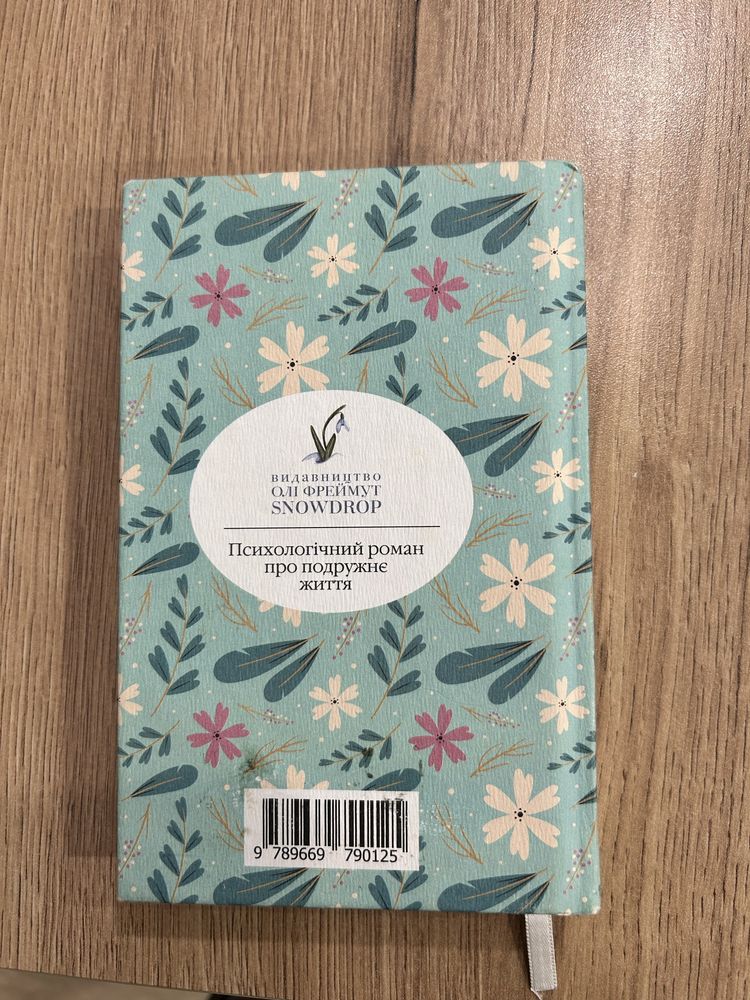 видавництво
ОЛІ ФРЕЙМУТ
SNOWDROP
Психологічний роман
про подружнє
життя
9 789669 790125